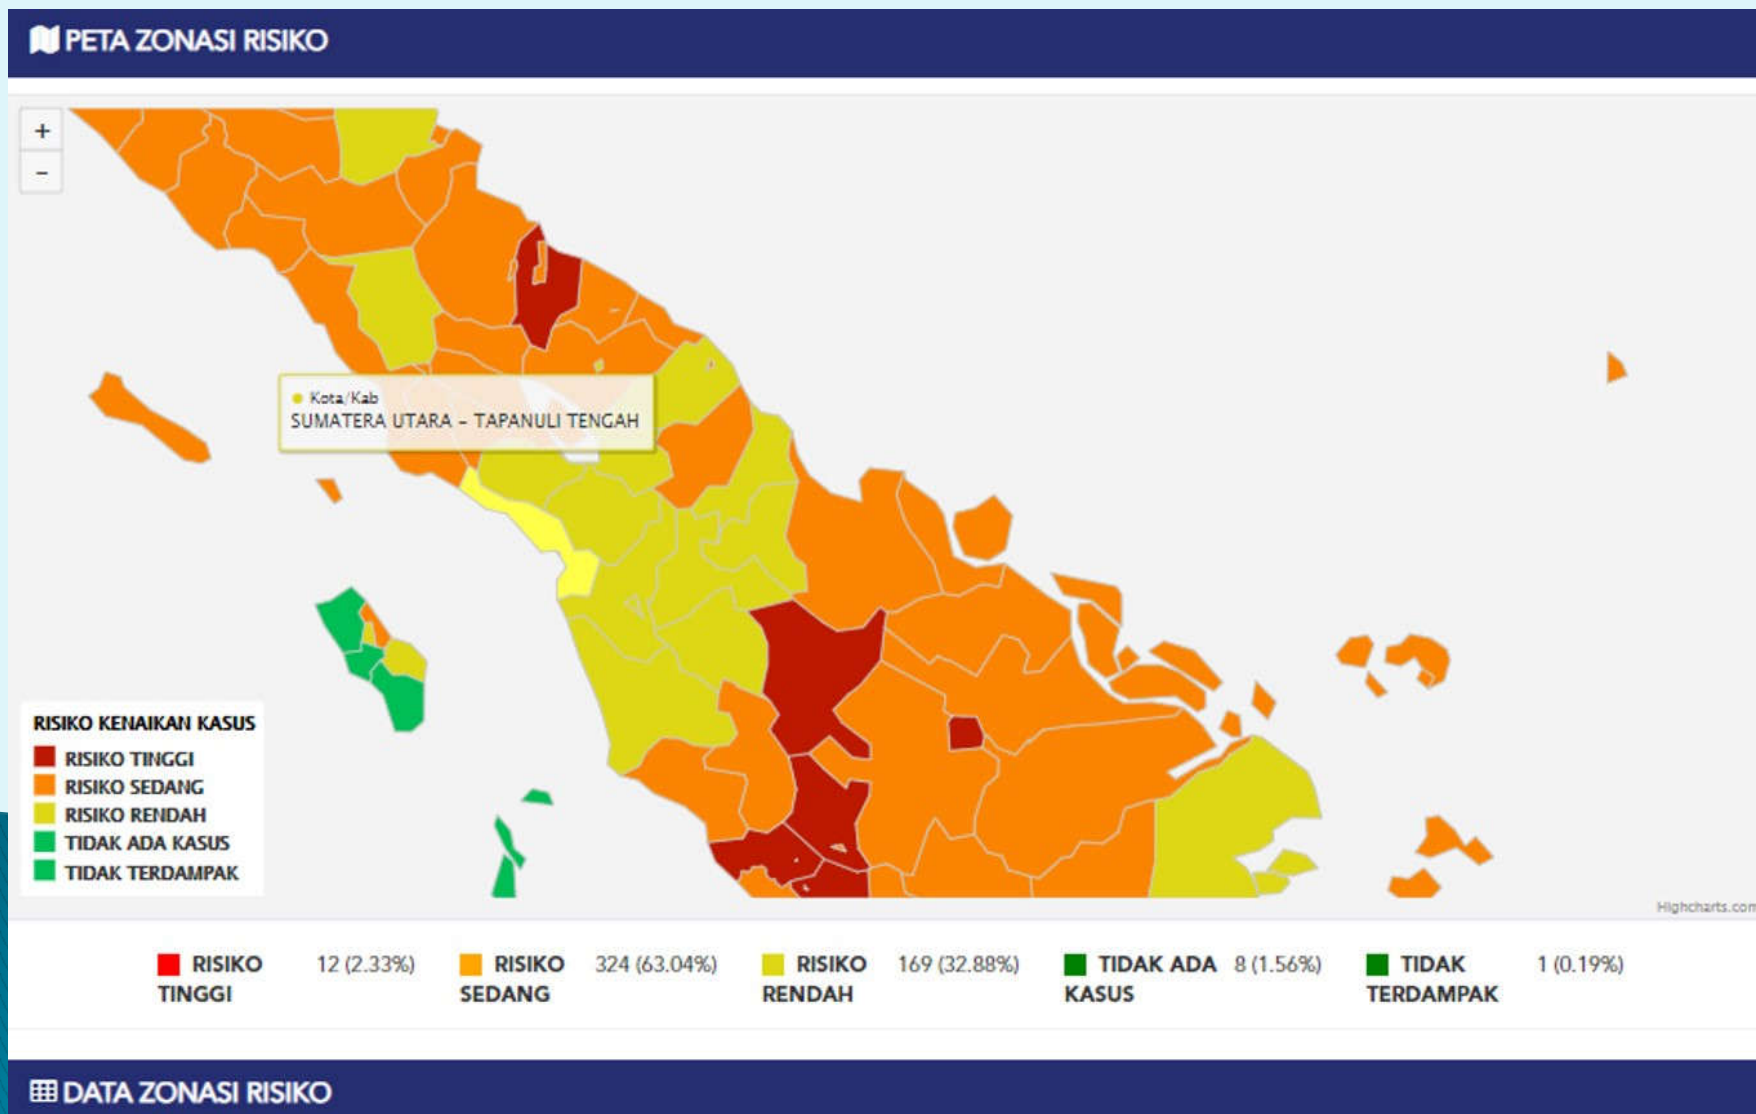 PETA ZONASI RISIKO
+
−
Kota/Kab
SUMATERA UTARA – TAPANULI TENGAH
RISIKO KENAIKAN KASUS
RISIKO TINGGI
RISIKO SEDANG
RISIKO RENDAH
TIDAK ADA KASUS
TIDAK TERDAMPAK
Highcharts.com
RISIKO TINGGI 12 (2.33%)
RISIKO SEDANG 324 (63.04%)
RISIKO RENDAH 169 (32.88%)
TIDAK ADA KASUS 8 (1.56%)
TIDAK TERDAMPAK 1 (0.19%)
DATA ZONASI RISIKO